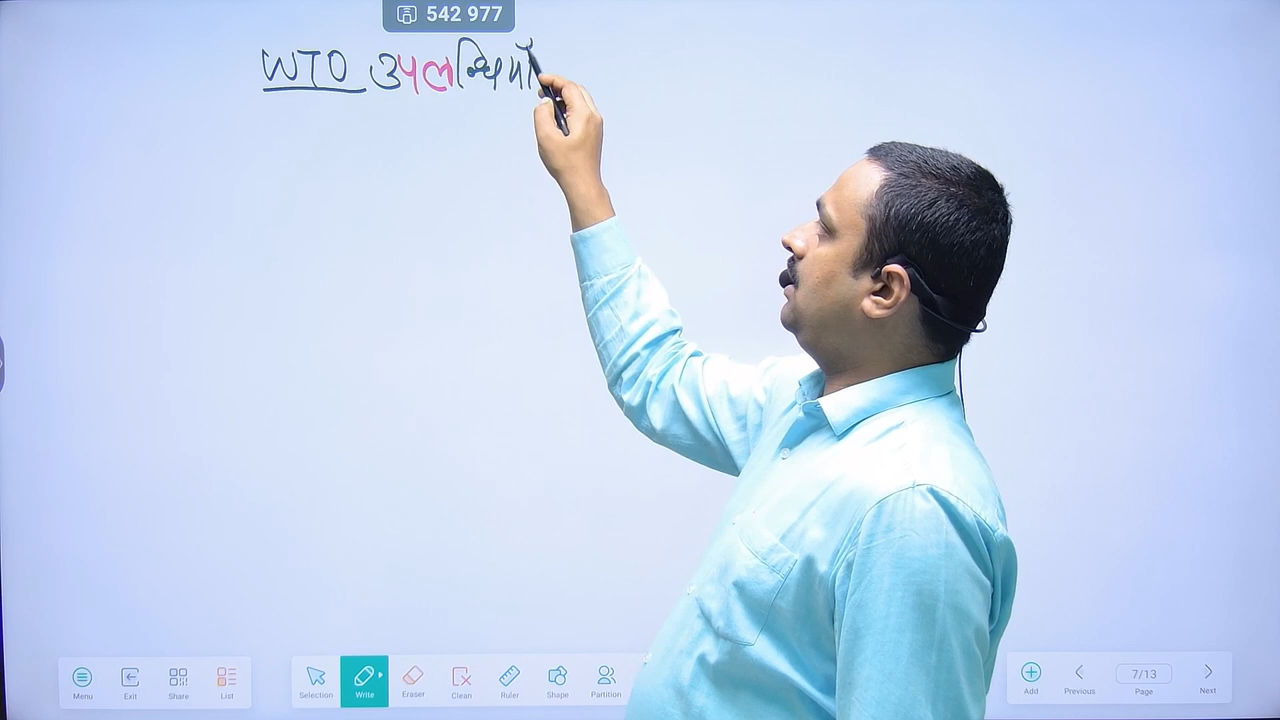 542 977
WTO उपलब्धियाँ
Menu Exit Share List Selection Write Eraser Clean Ruler Shape Partition Add Previous 7/13 Page Next